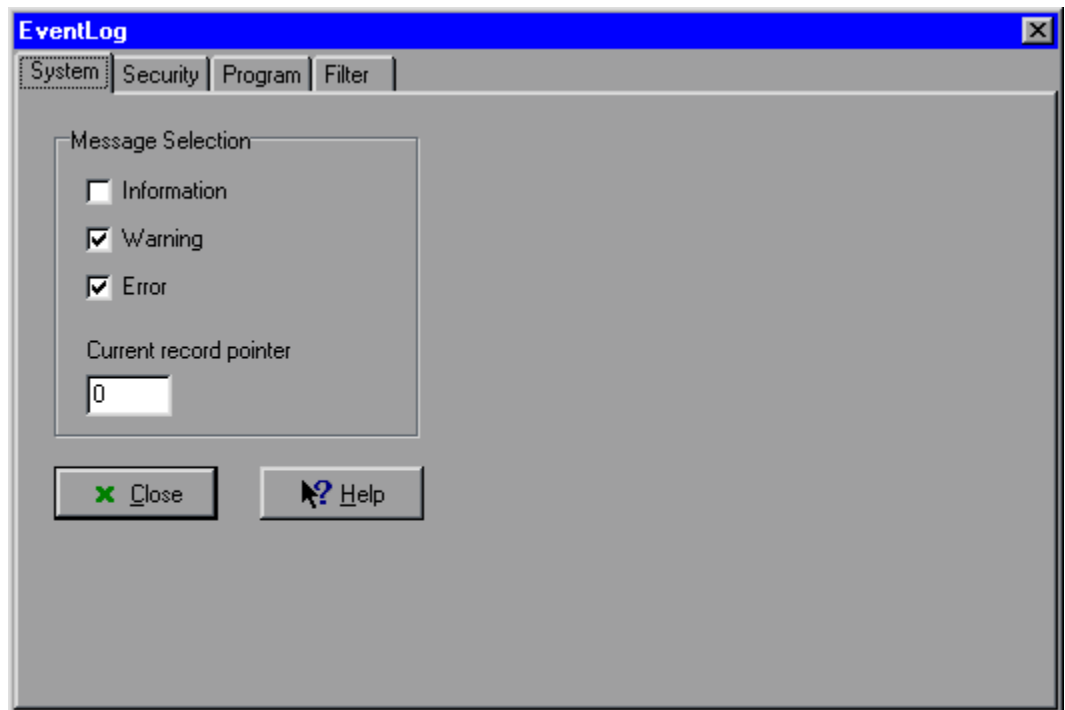 EventLog
System Security Program Filter
Message Selection
Information
Warning
Error
Current record pointer
0
Close Help